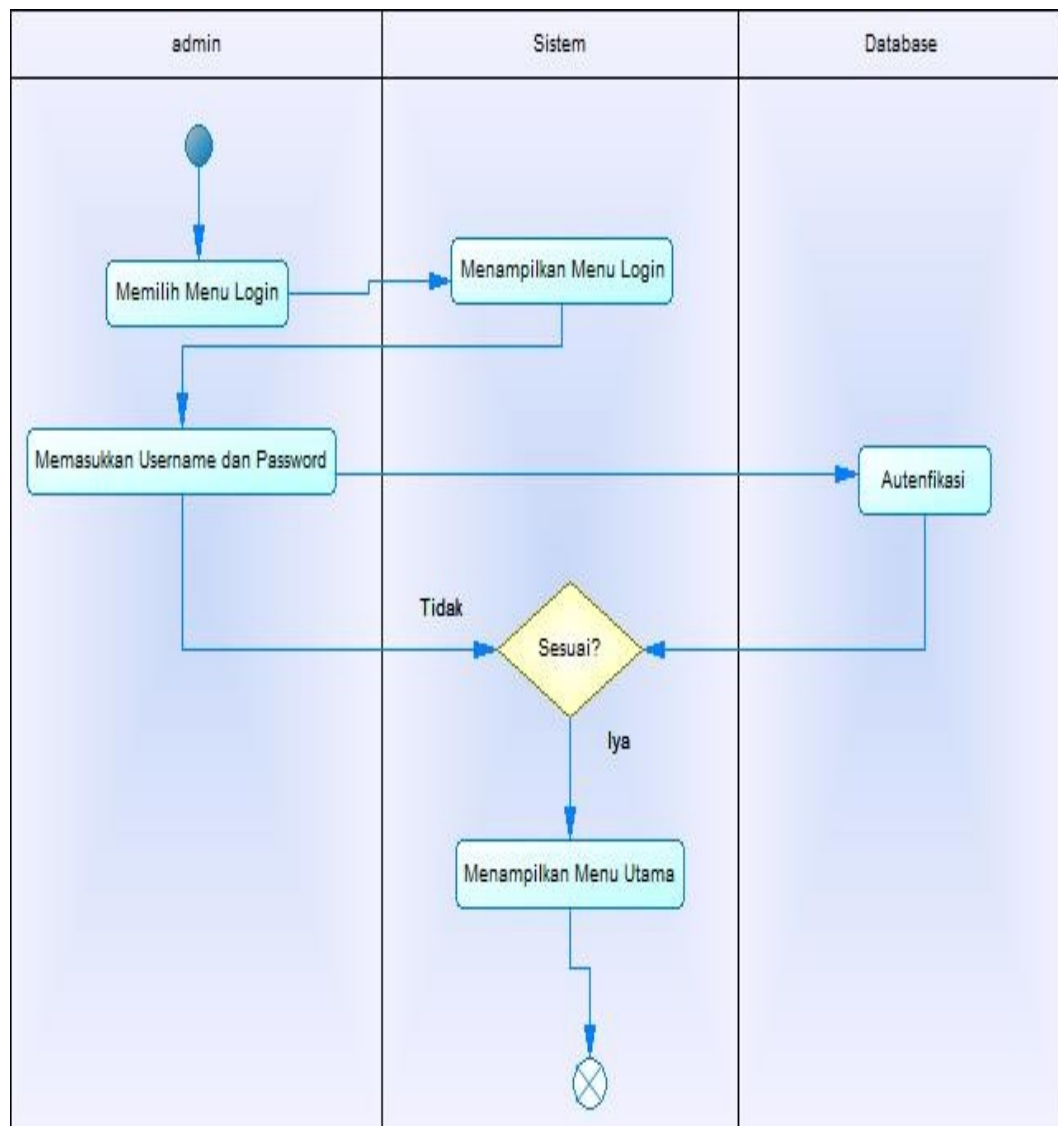 admin
Sistem
Database
Memilih Menu Login
Menampilkan Menu Login
Memasukkan Username dan Password
Autenfikasi
Tidak
Sesuai?
Iya
Menampilkan Menu Utama